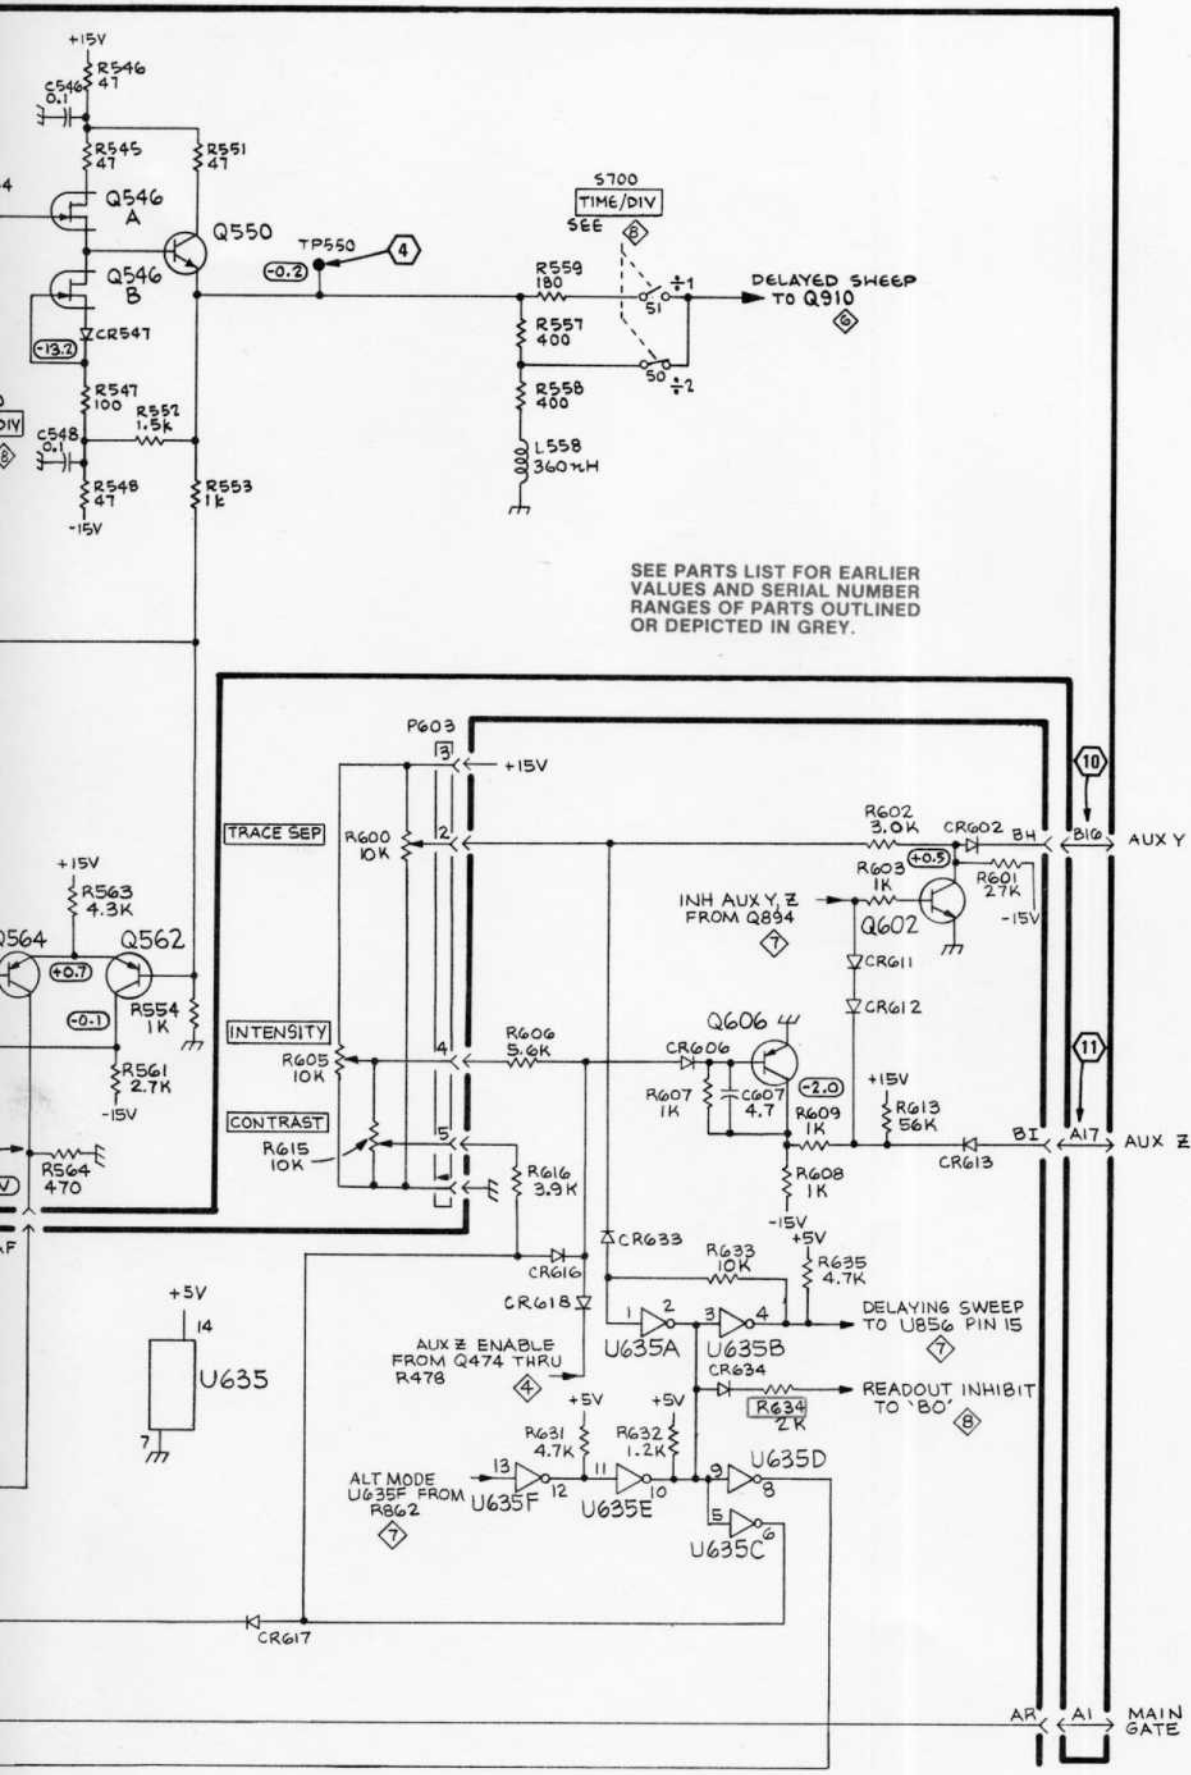 +15V
R546
47
C546
0.1
R545
47
R551
47
4
Q546
A
Q550
TP550
4
-0.2
S700
TIME/DIV
SEE 8
Q546
B
CR547
-13.2
R559
180
÷1
51
DELAYED SWEEP
TO Q910
6
R557
400
50 ÷2
R558
400
L558
360nH
R547
100
R552
1.5K
DIV
8
C548
0.1
R548
47
-15V
R553
1K
SEE PARTS LIST FOR EARLIER
VALUES AND SERIAL NUMBER
RANGES OF PARTS OUTLINED
OR DEPICTED IN GREY.
P603
3
+15V
10
TRACE SEP
R600
10K
2
R602
3.0K
CR602
BH
B16
AUX Y
+0.5
R603
1K
R601
27K
-15V
INH AUX Y, Z
FROM Q894
7
Q602
CR611
CR612
+15V
R563
4.3K
Q564
Q562
+0.7
-0.1
R554
1K
R561
2.7K
-15V
INTENSITY
R605
10K
4
R606
5.6K
Q606
CR606
-2.0
R607
1K
C607
4.7
R609
1K
+15V
R613
56K
11
BI
A17
AUX Z
CR613
CONTRAST
R615
10K
5
1
R616
3.9K
R608
1K
-15V
R564
470
V
F
CR633
R633
10K
+5V
R635
4.7K
CR616
CR618
1
2
3
4
U635A
U635B
DELAYING SWEEP
TO U856 PIN 15
7
+5V
14
U635
7
AUX Z ENABLE
FROM Q474 THRU
R478
4
CR634
R634
2K
READOUT INHIBIT
TO 'BO'
8
+5V
R631
4.7K
+5V
R632
1.2K
ALT MODE
U635F FROM
R862
7
13
12
U635F
11
10
U635E
9
8
U635D
5
6
U635C
CR617
AR
A1
MAIN
GATE